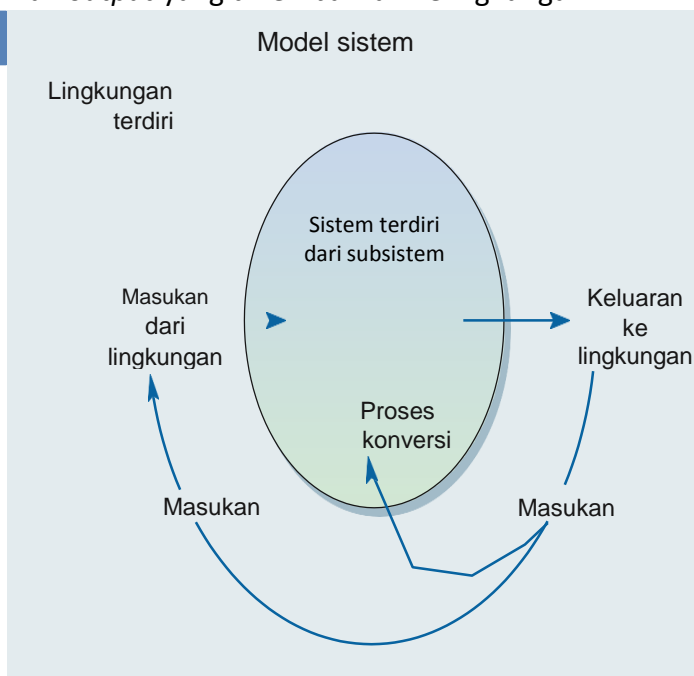 Model sistem
Lingkungan
terdiri
Sistem terdiri
dari subsistem
Masukan
dari
lingkungan
Keluaran
ke
lingkungan
Proses
konversi
Masukan
Masukan